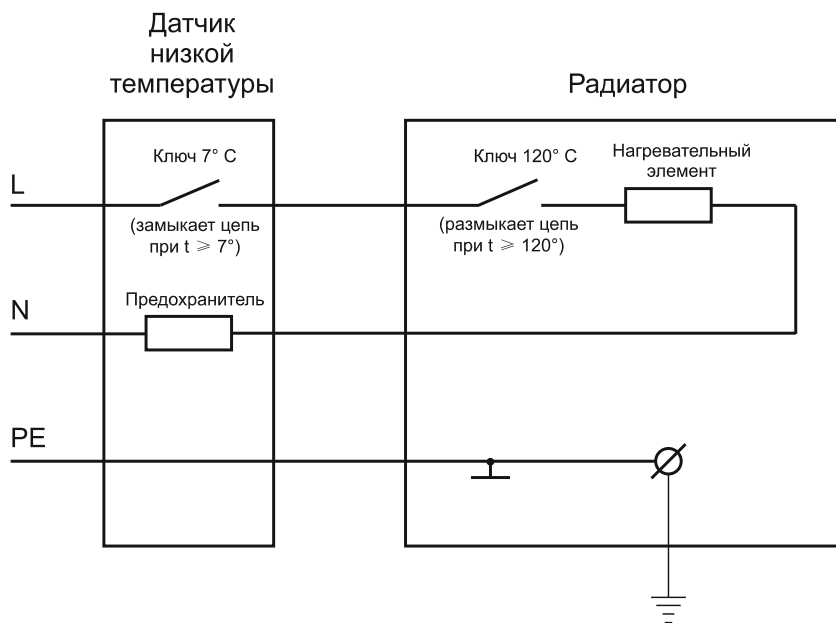 Датчик
низкой
температуры
Радиатор
Ключ 7° C
Ключ 120° C
Нагревательный
элемент
L
(замыкает цепь
при t ⩾ 7°)
(размыкает цепь
при t ⩾ 120°)
N
Предохранитель
PE